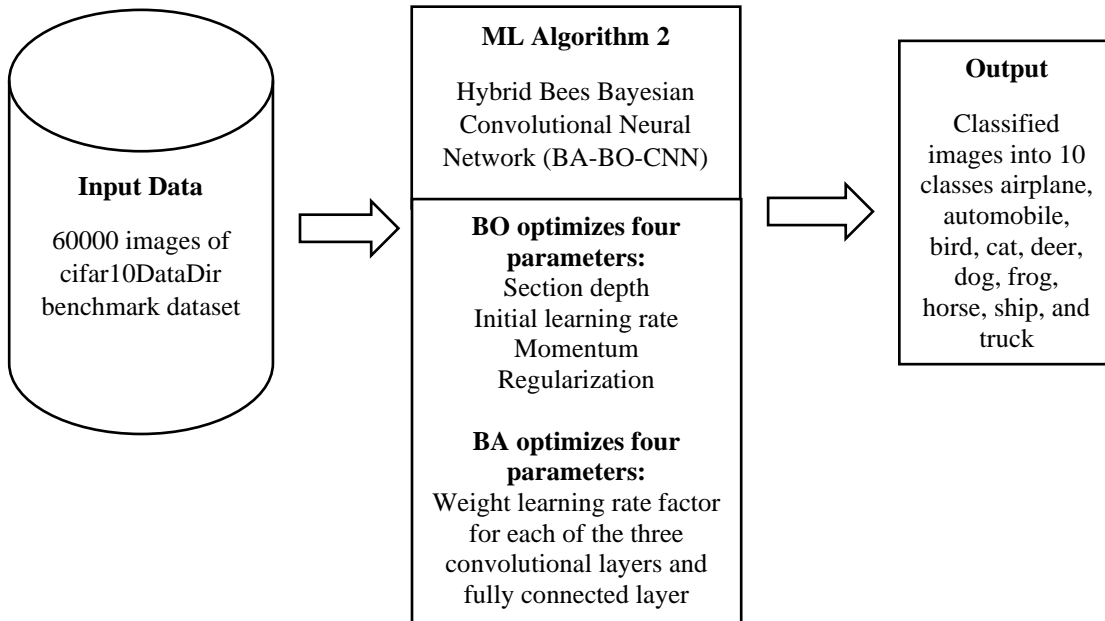 Input Data
60000 images of
cifar10DataDir
benchmark dataset
ML Algorithm 2
Hybrid Bees Bayesian
Convolutional Neural
Network (BA-BO-CNN)
BO optimizes four
parameters:
Section depth
Initial learning rate
Momentum
Regularization
BA optimizes four
parameters:
Weight learning rate factor
for each of the three
convolutional layers and
fully connected layer
Output
Classified
images into 10
classes airplane,
automobile,
bird, cat, deer,
dog, frog,
horse, ship, and
truck